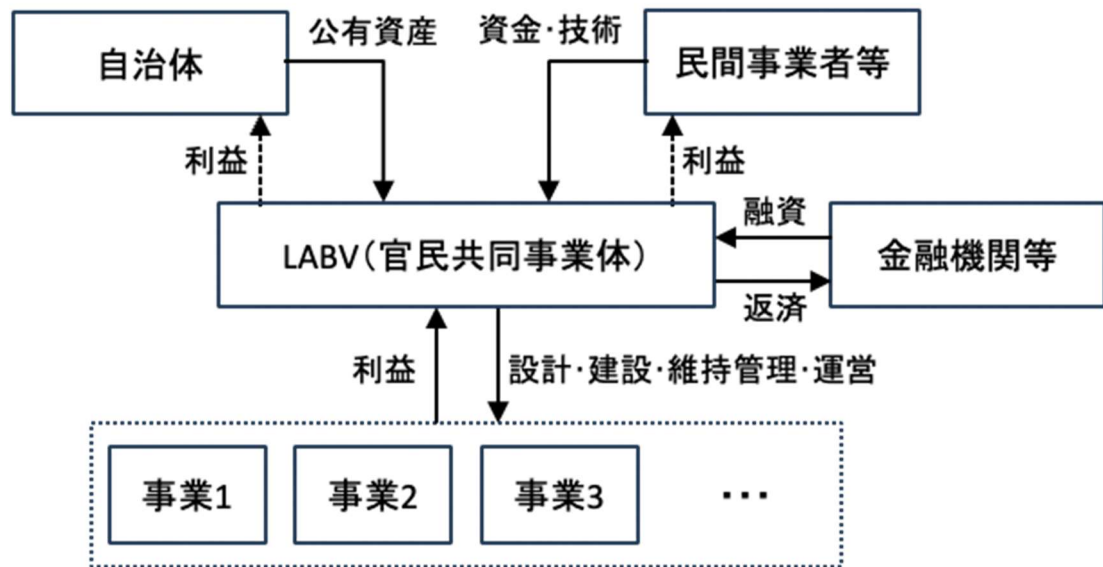 公有資産
資金・技術
自治体
民間事業者等
利益
利益
融資
LABV（官民共同事業体）
金融機関等
返済
利益
設計・建設・維持管理・運営
事業1
事業2
事業3
…